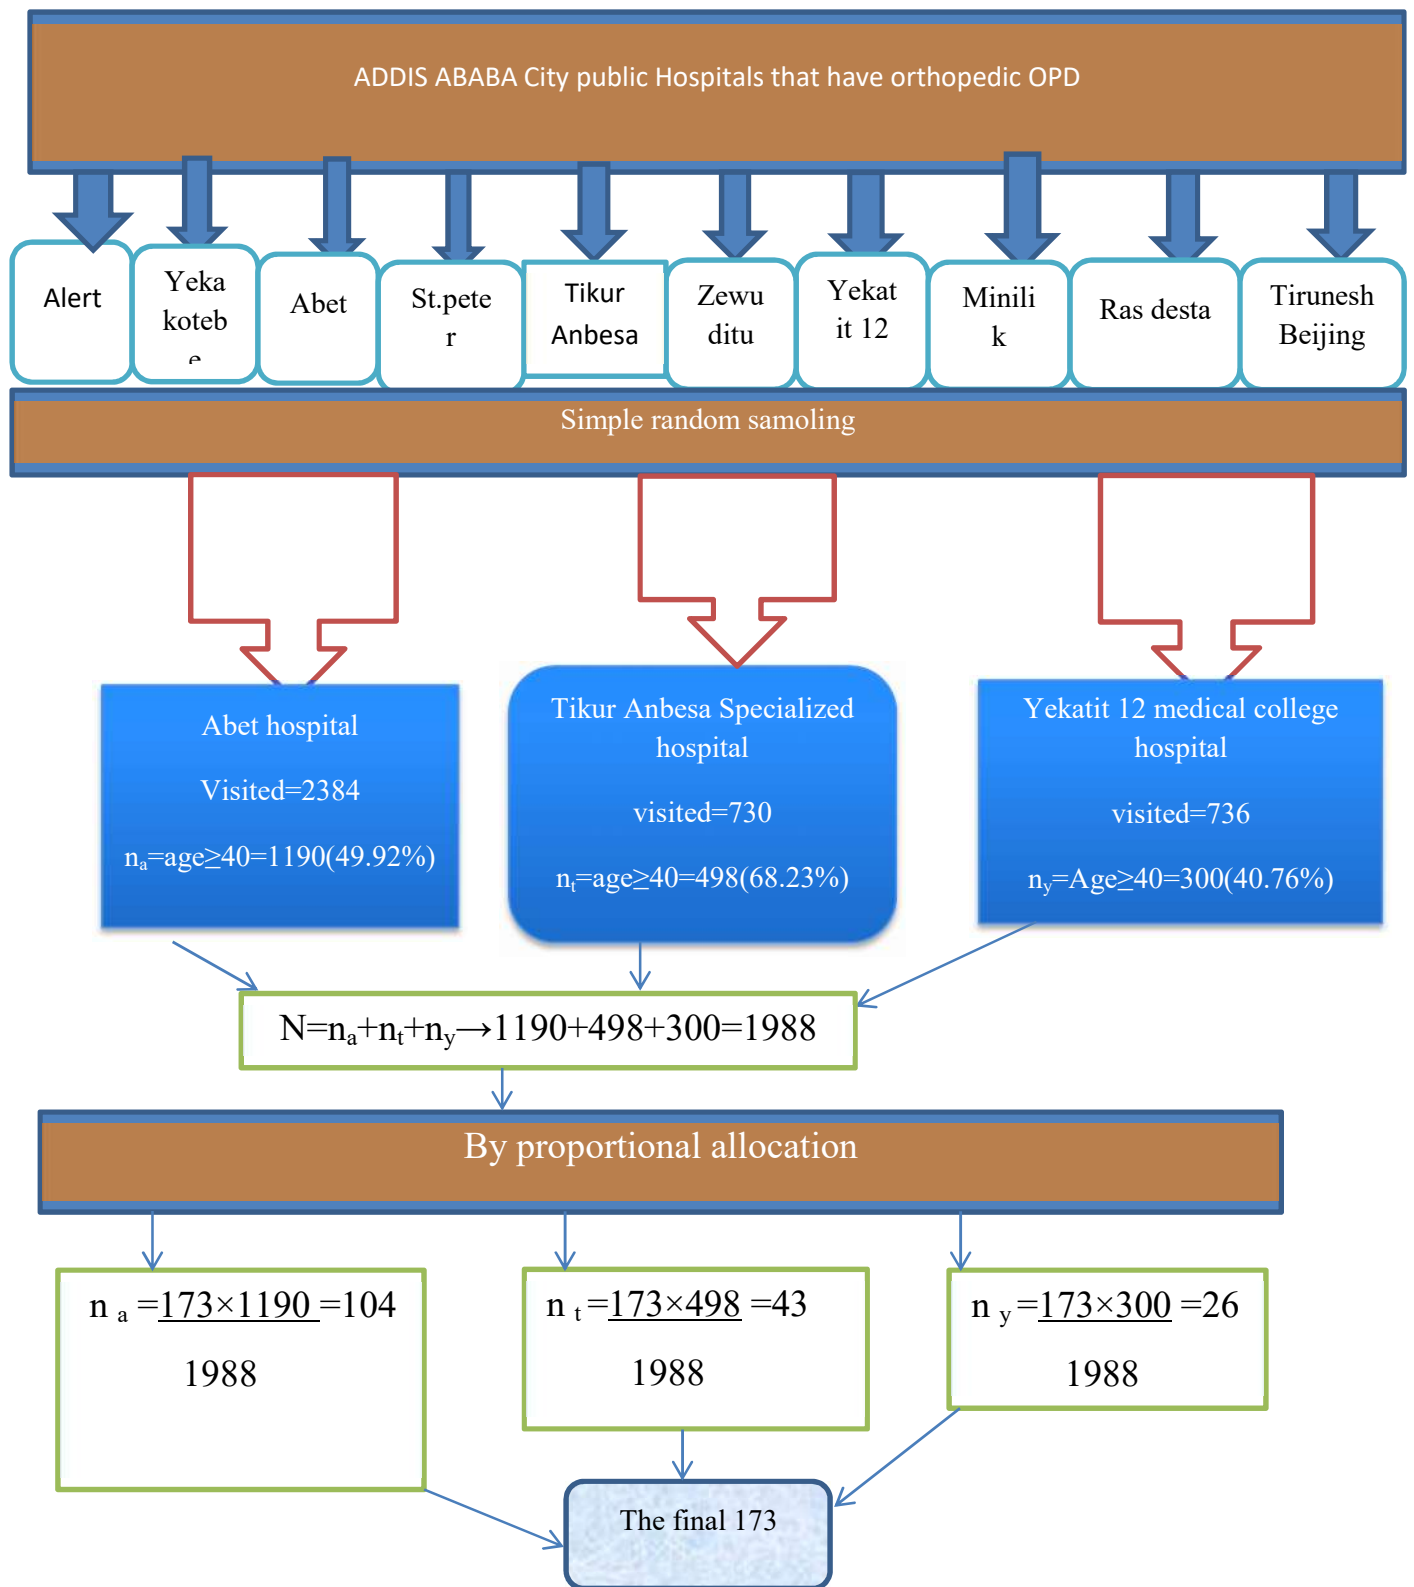 ADDIS ABABA City public Hospitals that have orthopedic OPD
Alert
Yeka
koteb
e
Abet
St.pete
r
Tikur
Anbesa
Zewu
ditu
Yekat
it 12
Minili
k
Ras desta
Tirunesh
Beijing
Simple random samoling
Abet hospital
Visited=2384
nₐ=age≥40=1190(49.92%)
Tikur Anbesa Specialized
hospital
visited=730
nₜ=age≥40=498(68.23%)
Yekatit 12 medical college
hospital
visited=736
n_y=Age≥40=300(40.76%)
N=nₐ+nₜ+n_y→1190+498+300=1988
By proportional allocation
n ₐ =173×1190 =104
1988
n ₜ =173×498 =43
1988
n _y =173×300 =26
1988
The final 173